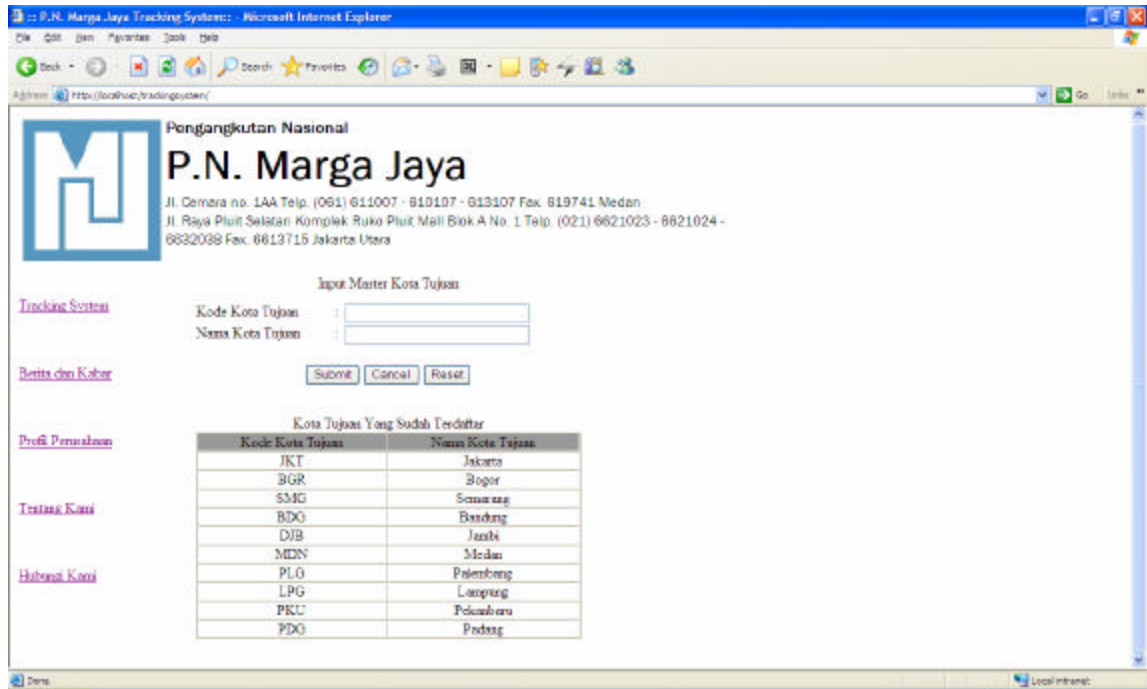 :: P.N. Marga Jaya Tracking System:: - Microsoft Internet Explorer
File Edit View Favorites Tools Help
Back Search Favorites
Address http://localhost/trackingsystem/ Go Links
Pengangkutan Nasional
P.N. Marga Jaya
Jl. Cemara no. 1AA Telp. (061) 611007 - 610107 - 613107 Fax. 619741 Medan
Jl. Raya Pluit Selatan Komplek Ruko Pluit Mall Blok A No. 1 Telp. (021) 6621023 - 6621024 -
6632038 Fax. 6613715 Jakarta Utara
Input Master Kota Tujuan
Tracking System
Kode Kota Tujuan :
Nama Kota Tujuan :
Berita dan Kabar
Submit Cancel Reset
Kota Tujuan Yang Sudah Terdaftar
Profil Perusahaan
Kode Kota Tujuan Nama Kota Tujuan
JKT Jakarta
BGR Bogor
SMG Semarang
Tentang Kami
BDG Bandung
DJB Jambi
MDN Medan
Hubungi Kami
PLG Palembang
LPG Lampung
PKU Pekanbaru
PDG Padang
Done Local intranet